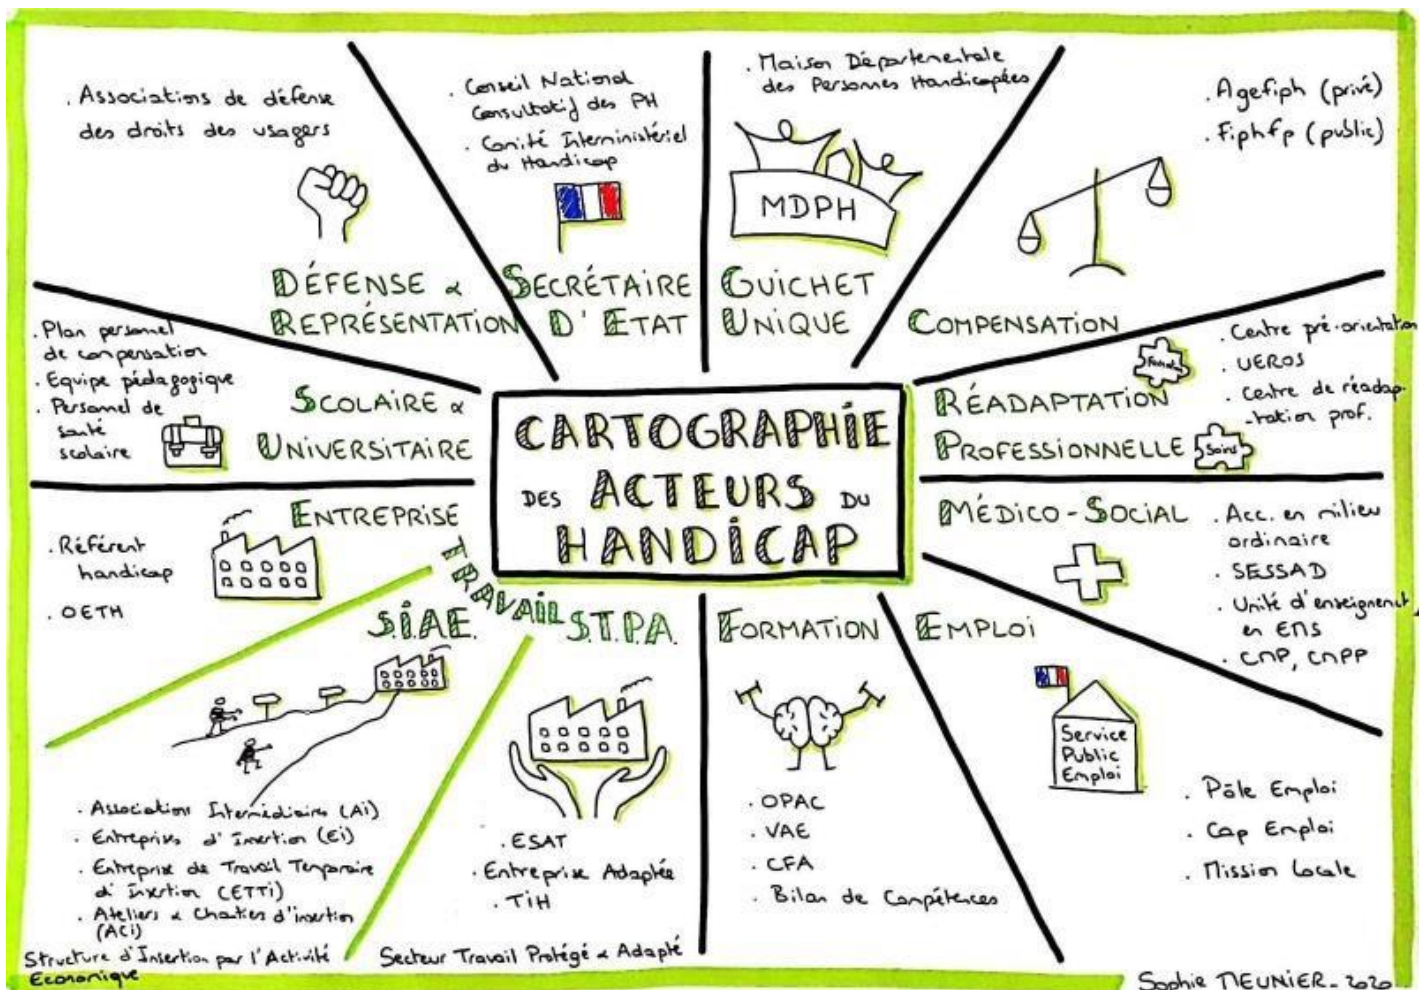 . Associations de défense
des droits des usagers
DÉFENSE &
REPRÉSENTATION
. Conseil National
Consultatif des PH
. Comité Interministériel
du Handicap
SECRÉTAIRE
D'ETAT
. Maison Départementale
des Personnes Handicapées
MDPH
GUICHET
UNIQUE
. Agefiph (privé)
. Fiphfp (public)
COMPENSATION
. Plan personnel
de compensation
. Equipe pédagogique
. Personnel de
santé
scolaire
SCOLAIRE &
UNIVERSITAIRE
CARTOGRAPHIE
DES ACTEURS DU
HANDICAP
RÉADAPTATION
PROFESSIONNELLE
Soins
. Centre pré-orientation
. UEROS
. Centre de réadap-
-tation prof.
ENTREPRISE
. Référent
handicap
. OETH
MÉDICO-SOCIAL
. Acc. en milieu
ordinaire
. SESSAD
. Unité d'enseignemt
en EMS
. CMP, CMPP
TRAVAIL
S.I.A.E.
. Associations Intermédiaires (Ai)
. Entreprises d'Insertion (Ei)
. Entreprise de Travail Temporaire
d'Insertion (ETTi)
. Ateliers & Chantiers d'insertion
(ACi)
Structure d'Insertion par l'Activité
Economique
S.T.P.A.
. ESAT
. Entreprise Adaptée
. TiH
Secteur Travail Protégé & Adapté
FORMATION
. OPAC
. VAE
. CFA
. Bilan de Compétences
EMPLOI
Service
Public
Emploi
. Pôle Emploi
. Cap Emploi
. Mission Locale
Sophie MEUNIER - 2020